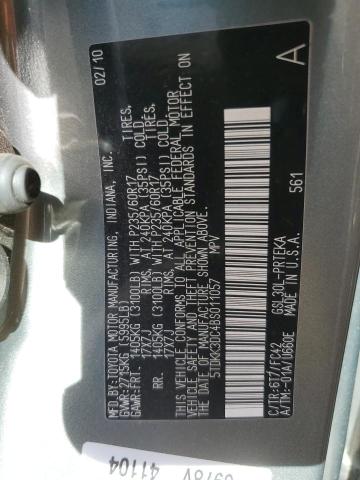 MFD.BY:TOYOTA MOTOR MANUFACTURING, INDIANA, INC. 02/10
GVWR:2715KG (5995LB)
GAWR:FRT. 1405KG (3100LB) WITH P235/60R17 TIRES,
17X7J RIMS, AT 240KPA (35PSI) COLD.
RR. 1405KG (3100LB) WITH P235/60R17 TIRES,
17X7J RIMS, AT 240KPA (35PSI) COLD.
THIS VEHICLE CONFORMS TO ALL APPLICABLE FEDERAL MOTOR
VEHICLE SAFETY AND THEFT PREVENTION STANDARDS IN EFFECT ON
THE DATE OF MANUFACTURE SHOWN ABOVE.
5TDKK3DC4BS011057 MPV
A
561
C/TR:6T7/FC42 GSL30L-PRTEKA
A/TM:-01A/U660E MADE IN U.S.A.
41104